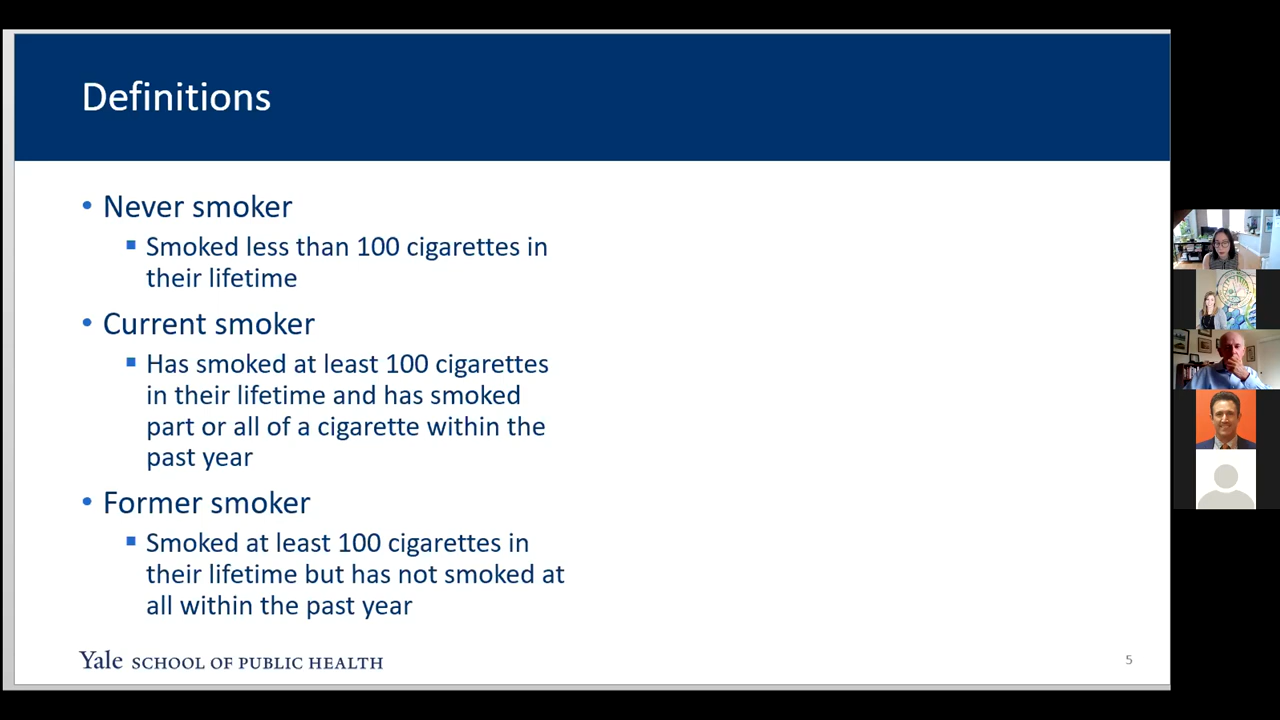 Definitions
• Never smoker
▪ Smoked less than 100 cigarettes in
their lifetime
• Current smoker
▪ Has smoked at least 100 cigarettes
in their lifetime and has smoked
part or all of a cigarette within the
past year
• Former smoker
▪ Smoked at least 100 cigarettes in
their lifetime but has not smoked at
all within the past year
Yale SCHOOL OF PUBLIC HEALTH
5